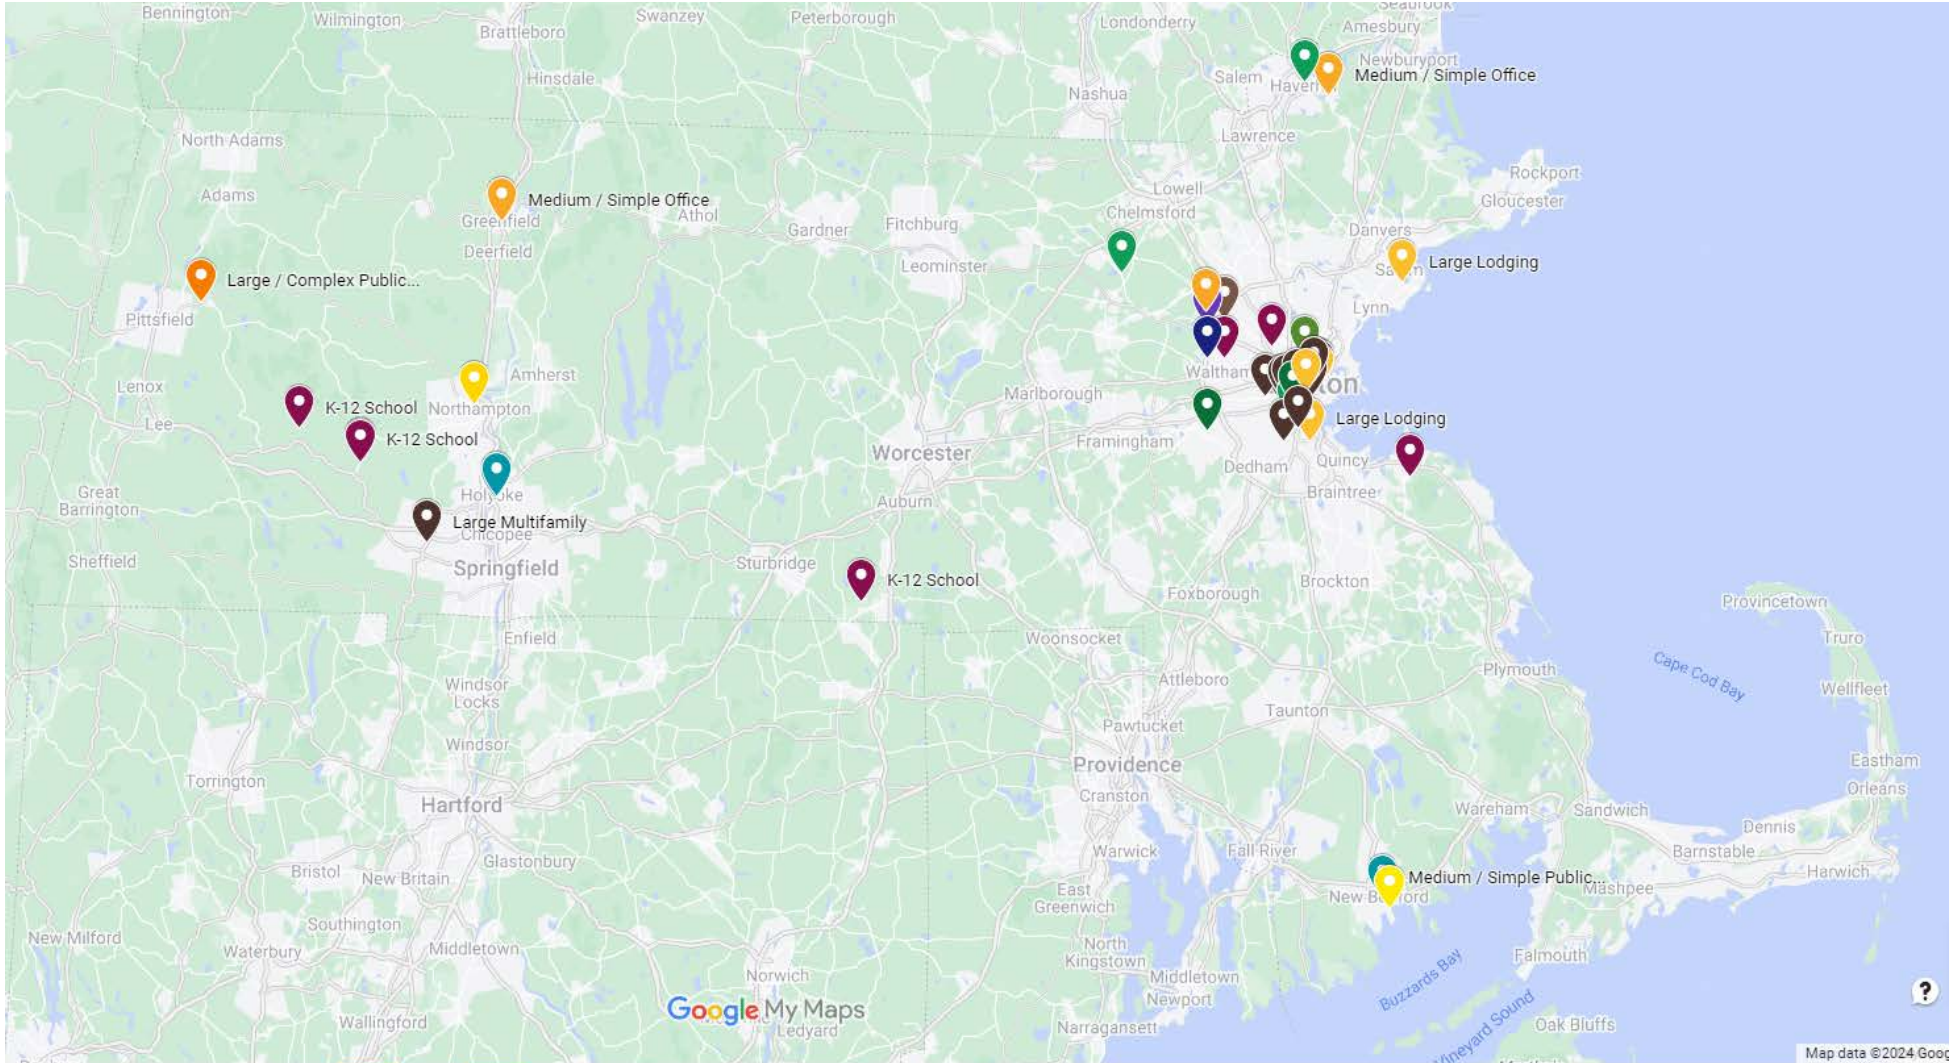 Bennington
Wilmington
Brattleboro
Swanzey
Peterborough
Londonderry
Seabrook
Amesbury
Hinsdale
Nashua
Salem
Newburyport
Medium / Simple Office
North Adams
Lawrence
Adams
Medium / Simple Office
Athol
Greenfield
Deerfield
Gardner
Fitchburg
Leominster
Lowell
Chelmsford
Rockport
Gloucester
Danvers
Large Lodging
Lynn
Large / Complex Public...
Pittsfield
Lenox
Lee
K-12 School
K-12 School
Amherst
Northampton
Marlborough
Waltham
Large Lodging
Framingham
Worcester
Auburn
Dedham
Quincy
Braintree
Great
Barrington
Holyoke
Large Multifamily
Chicopee
Springfield
Sheffield
Sturbridge
K-12 School
Foxborough
Brockton
Provincetown
Truro
Cape Cod Bay
Wellfleet
Enfield
Woonsocket
Plymouth
Attleboro
Windsor
Locks
Taunton
Pawtucket
Windsor
Providence
Cranston
Torrington
Hartford
Eastham
Orleans
Wareham
Sandwich
Dennis
Barnstable
Harwich
Glastonbury
Warwick
Fall River
Bristol
New Britain
East
Greenwich
Medium / Simple Public...
New Bedford
Mashpee
Southington
New Milford
Waterbury
Middletown
North
Kingstown
Falmouth
Norwich
Middletown
Newport
Buzzards Bay
Google My Maps
Ledyard
Wallingford
Narragansett
Vineyard Sound
Oak Bluffs
?
Map data ©2024 Goog